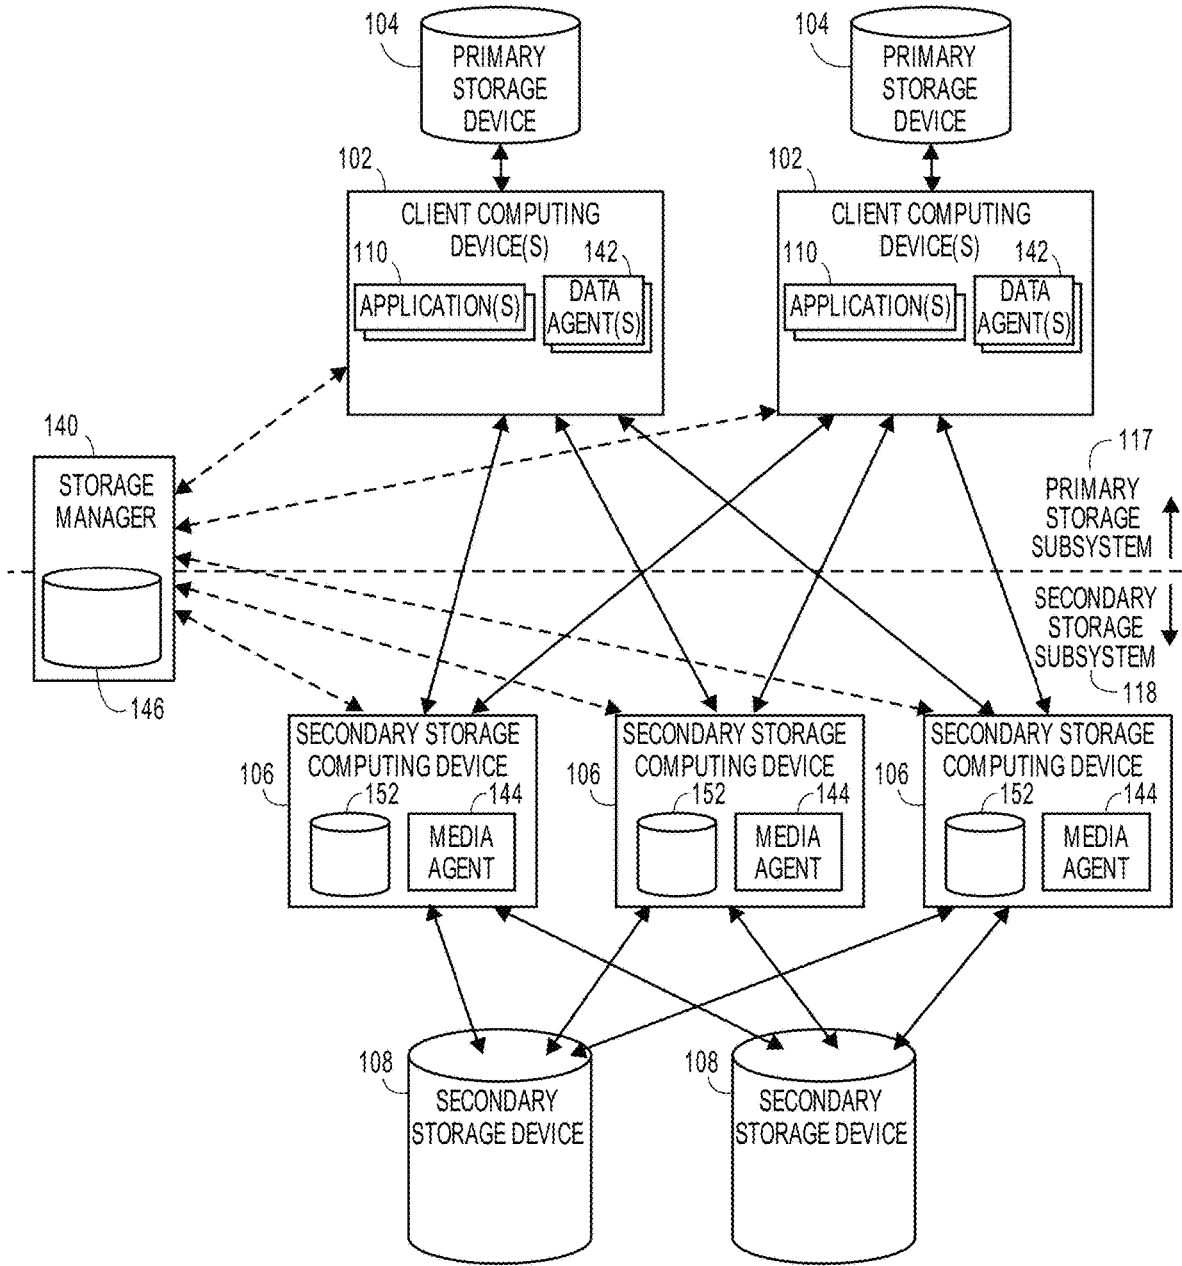 104
PRIMARY
STORAGE
DEVICE
104
PRIMARY
STORAGE
DEVICE
102
CLIENT COMPUTING
DEVICE(S)
110
APPLICATION(S)
142
DATA
AGENT(S)
102
CLIENT COMPUTING
DEVICE(S)
110
APPLICATION(S)
142
DATA
AGENT(S)
140
STORAGE
MANAGER
146
117
PRIMARY
STORAGE
SUBSYSTEM
SECONDARY
STORAGE
SUBSYSTEM
118
106
SECONDARY STORAGE
COMPUTING DEVICE
152
144
MEDIA
AGENT
106
SECONDARY STORAGE
COMPUTING DEVICE
152
144
MEDIA
AGENT
106
SECONDARY STORAGE
COMPUTING DEVICE
152
144
MEDIA
AGENT
108
SECONDARY
STORAGE DEVICE
108
SECONDARY
STORAGE DEVICE